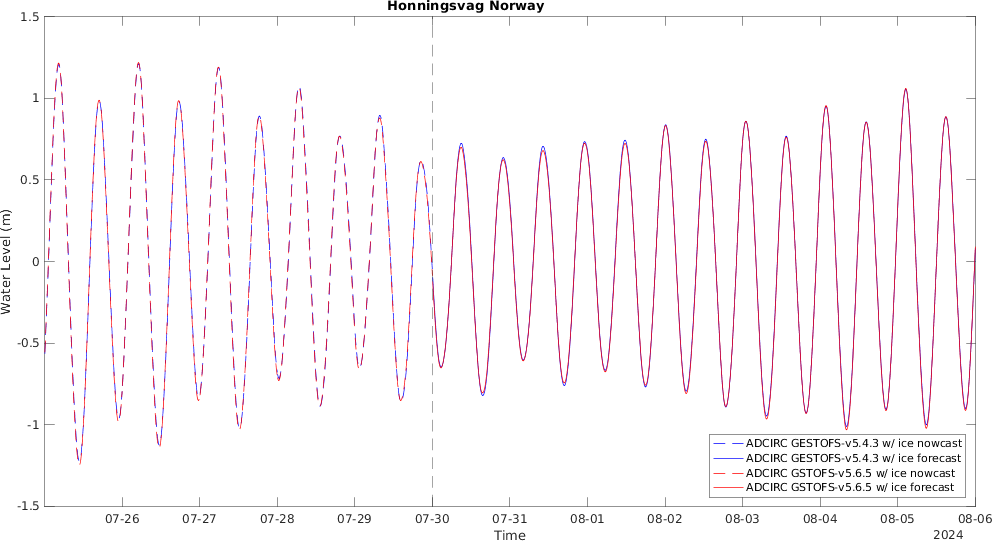 Honningsvag Norway
1.5
1
0.5
0
-0.5
-1
-1.5
Water Level (m)
ADCIRC GESTOFS-v5.4.3 w/ ice nowcast
ADCIRC GESTOFS-v5.4.3 w/ ice forecast
ADCIRC GSTOFS-v5.6.5 w/ ice nowcast
ADCIRC GSTOFS-v5.6.5 w/ ice forecast
07-26 07-27 07-28 07-29 07-30 07-31 08-01 08-02 08-03 08-04 08-05 08-06
Time
2024